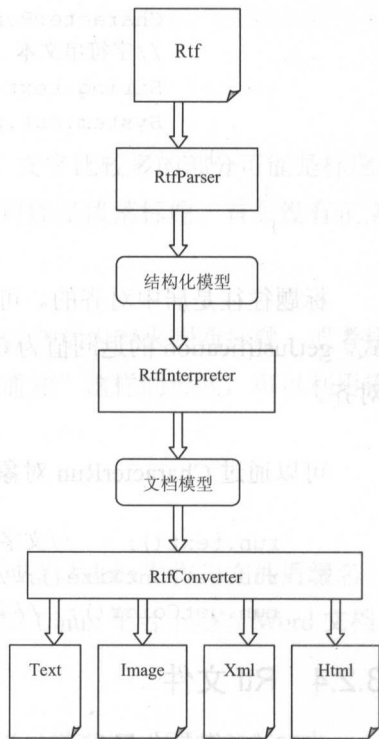 Rtf
RtfParser
结构化模型
RtfInterpreter
文档模型
RtfConverter
Text
Image
Xml
Html